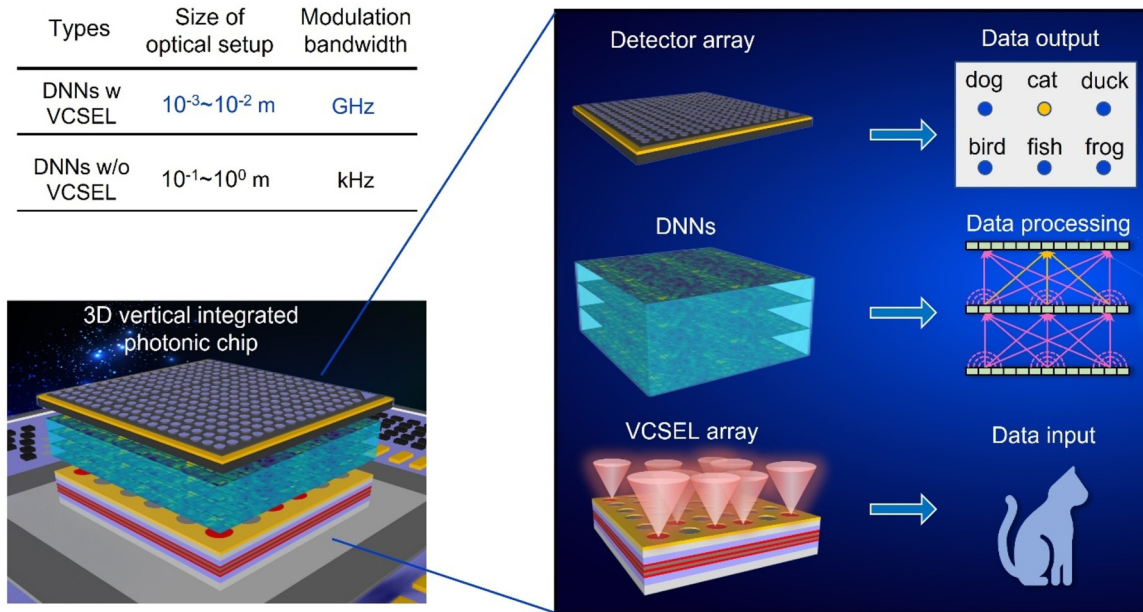 Types Size of optical setup Modulation bandwidth
DNNs w VCSEL 10⁻³~10⁻² m GHz
DNNs w/o VCSEL 10⁻¹~10⁰ m kHz
3D vertical integrated
photonic chip
Detector array
Data output
dog cat duck
bird fish frog
DNNs
Data processing
VCSEL array
Data input